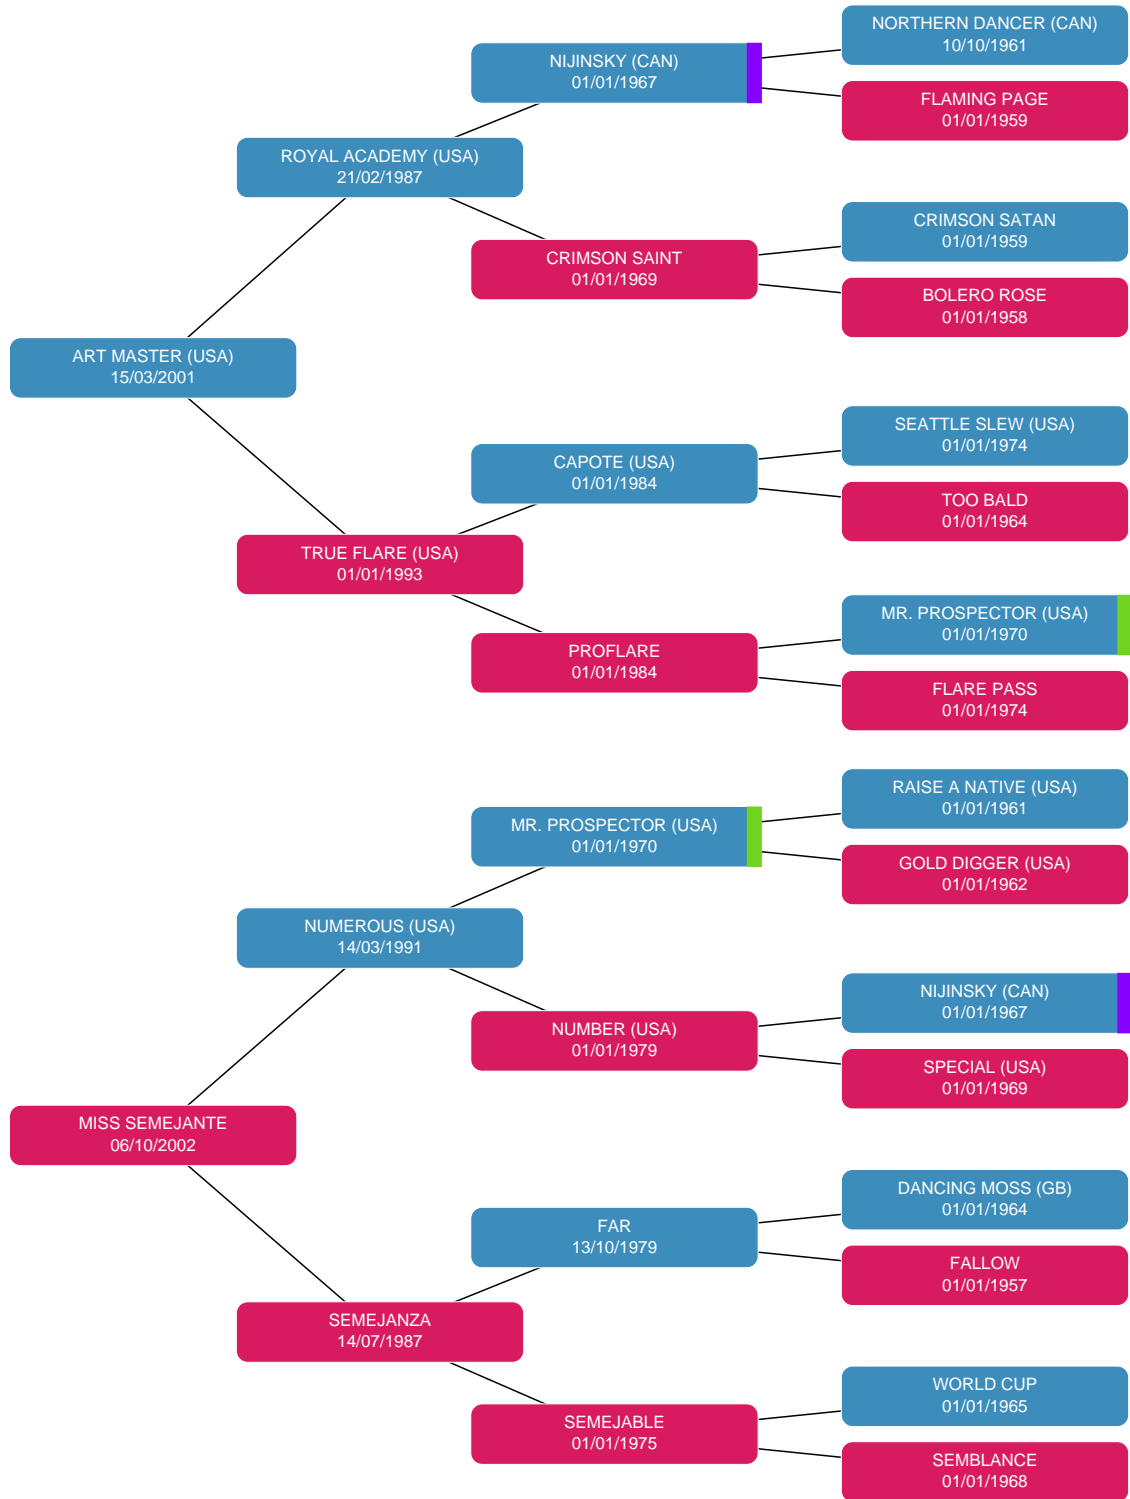 NORTHERN DANCER (CAN)
10/10/1961
NIJINSKY (CAN)
01/01/1967
FLAMING PAGE
01/01/1959
ROYAL ACADEMY (USA)
21/02/1987
CRIMSON SATAN
01/01/1959
CRIMSON SAINT
01/01/1969
BOLERO ROSE
01/01/1958
ART MASTER (USA)
15/03/2001
SEATTLE SLEW (USA)
01/01/1974
CAPOTE (USA)
01/01/1984
TOO BALD
01/01/1964
TRUE FLARE (USA)
01/01/1993
MR. PROSPECTOR (USA)
01/01/1970
PROFLARE
01/01/1984
FLARE PASS
01/01/1974
RAISE A NATIVE (USA)
01/01/1961
MR. PROSPECTOR (USA)
01/01/1970
GOLD DIGGER (USA)
01/01/1962
NUMEROUS (USA)
14/03/1991
NIJINSKY (CAN)
01/01/1967
NUMBER (USA)
01/01/1979
SPECIAL (USA)
01/01/1969
MISS SEMEJANTE
06/10/2002
DANCING MOSS (GB)
01/01/1964
FAR
13/10/1979
FALLOW
01/01/1957
SEMEJANZA
14/07/1987
WORLD CUP
01/01/1965
SEMEJABLE
01/01/1975
SEMBLANCE
01/01/1968